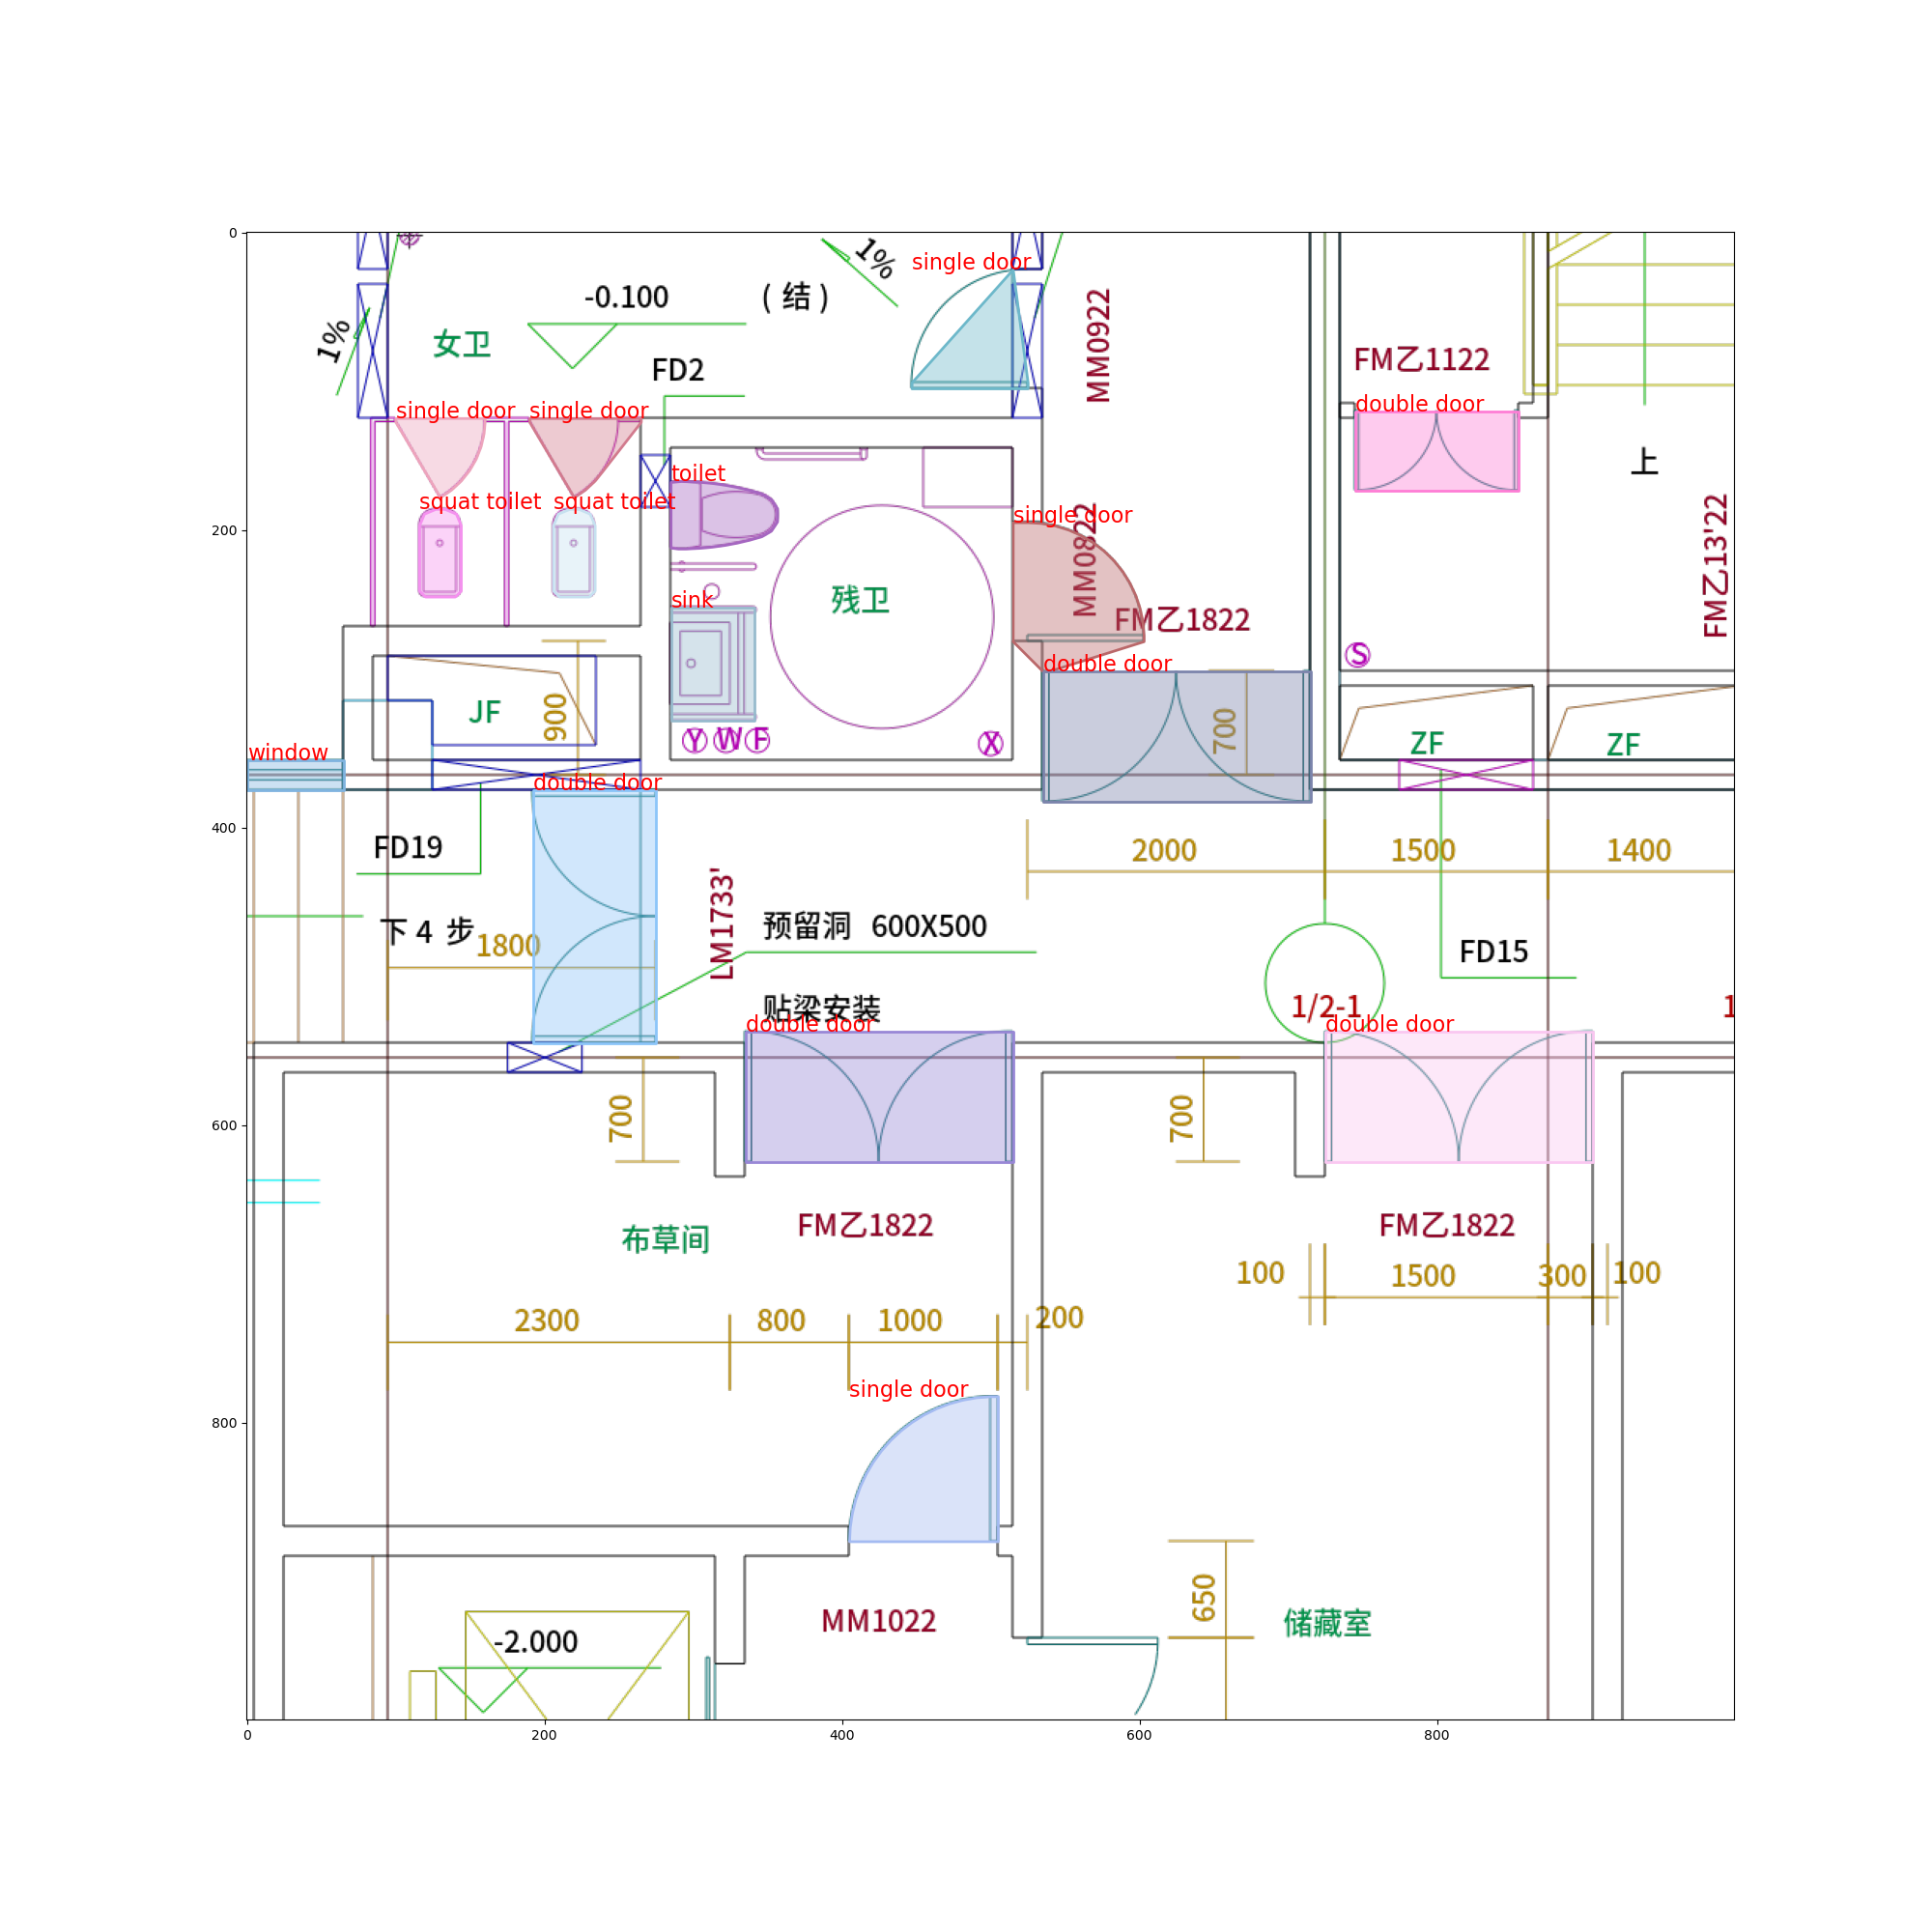 0
200
400
600
800
0
200
400
600
800
1%
1%
single door
-0.100
(结)
女卫
FD2
MM0922
FM乙1122
double door
single door
single door
上
toilet
squat toilet
squat toilet
single door
MM0822
FM乙13'22
sink
残卫
FM乙1822
Ⓢ
double door
JF
900
Ⓨ Ⓦ Ⓕ
Ⓧ
700
ZF
ZF
window
double door
FD19
2000
1500
1400
下4 步
1800
LM1733'
预留洞 600X500
FD15
贴梁安装
1/2-1
1
double door
double door
700
700
布草间
FM乙1822
FM乙1822
100
1500
300
100
2300
800
1000
200
single door
650
MM1022
储藏室
-2.000